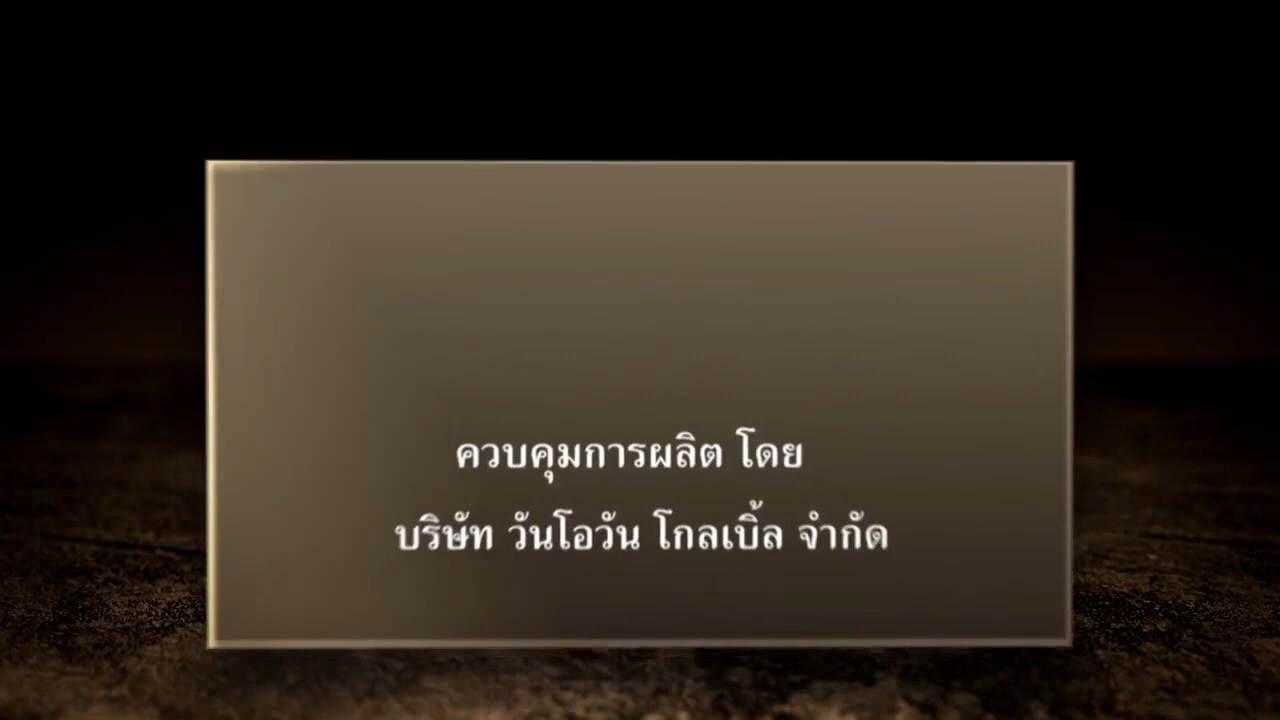 ควบคุมการผลิต โดย
บริษัท วันโอวัน โกลเบิ้ล จำกัด